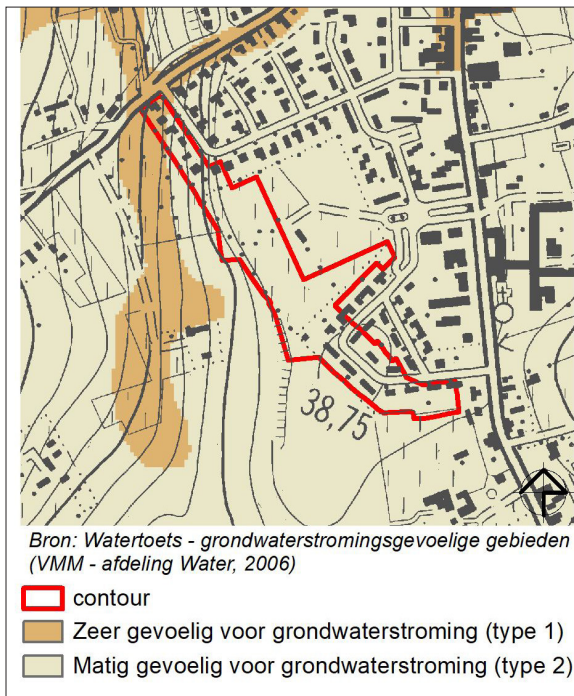 38,75
Bron: Watertoets - grondwaterstromingsgevoelige gebieden
(VMM - afdeling Water, 2006)
contour
Zeer gevoelig voor grondwaterstroming (type 1)
Matig gevoelig voor grondwaterstroming (type 2)